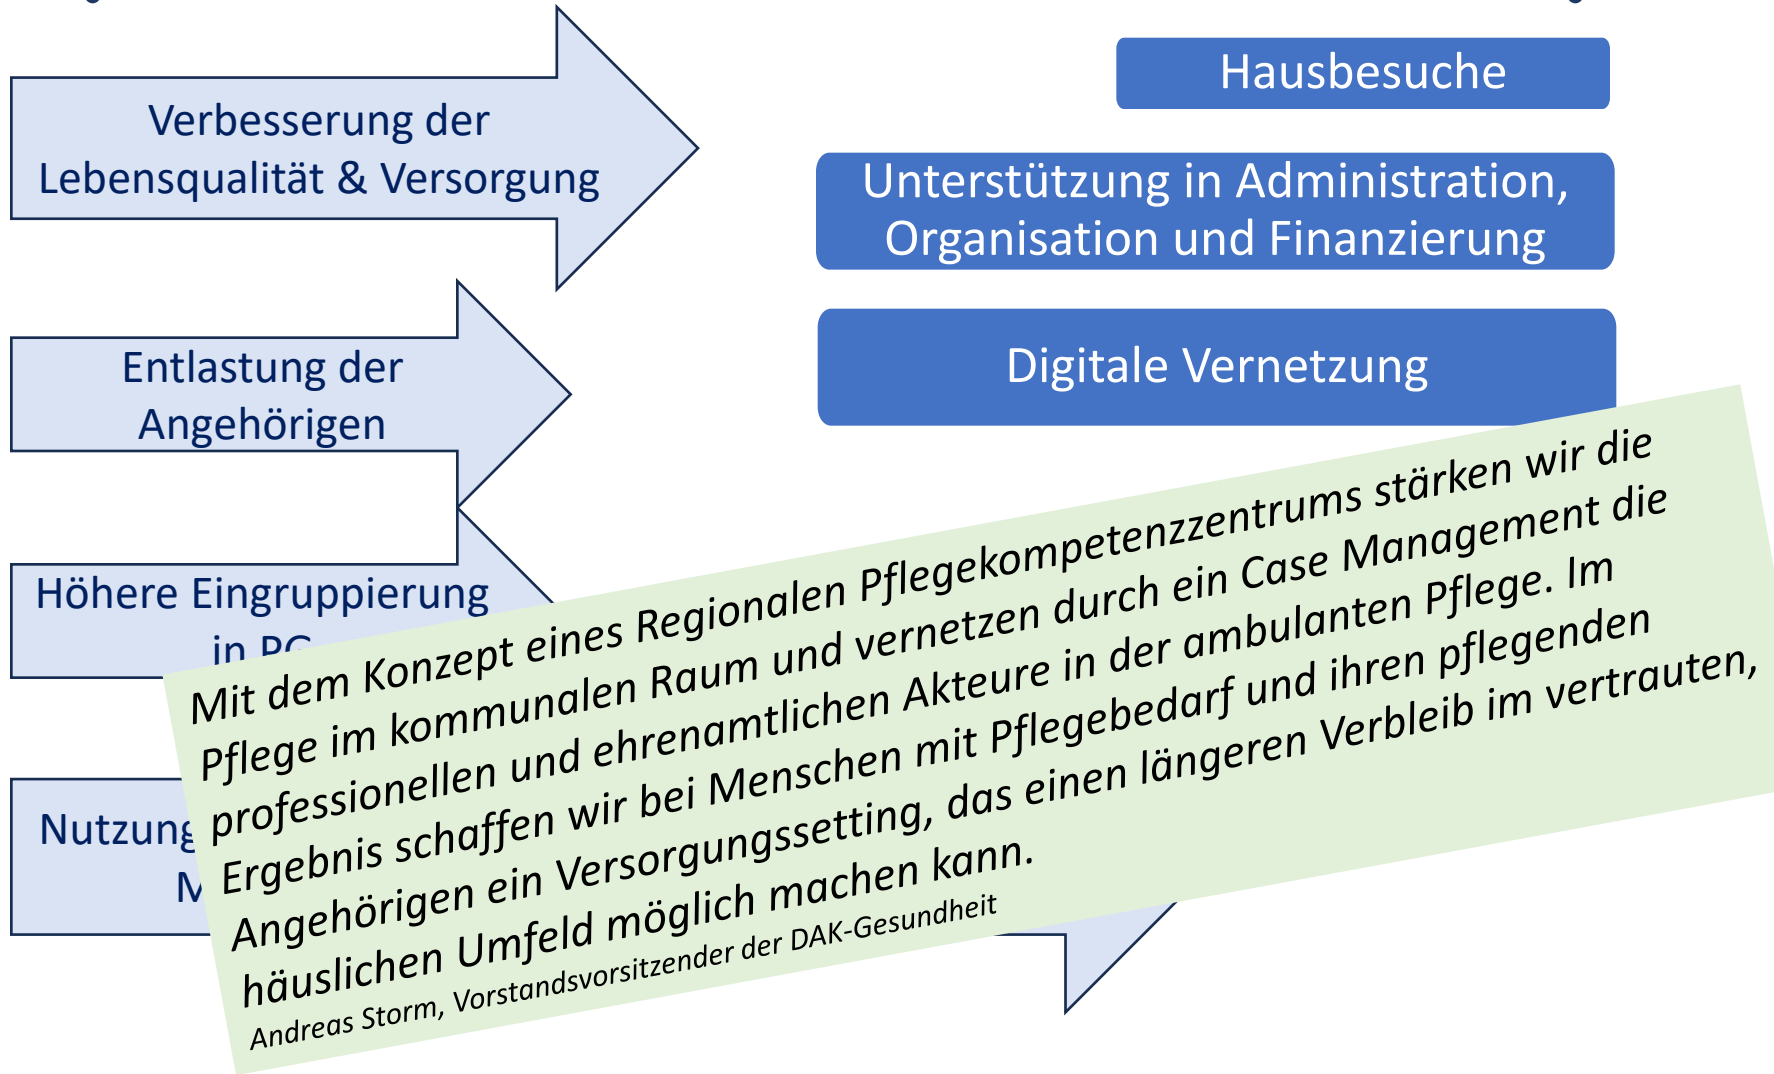 Verbesserung der
Lebensqualität & Versorgung
Entlastung der
Angehörigen
Höhere Eingruppierung
in PG
Nutzung
Hausbesuche
Unterstützung in Administration,
Organisation und Finanzierung
Digitale Vernetzung
Mit dem Konzept eines Regionalen Pflegekompetenzzentrums stärken wir die
Pflege im kommunalen Raum und vernetzen durch ein Case Management die
professionellen und ehrenamtlichen Akteure in der ambulanten Pflege. Im
Ergebnis schaffen wir bei Menschen mit Pflegebedarf und ihren pflegenden
Angehörigen ein Versorgungssetting, das einen längeren Verbleib im vertrauten,
häuslichen Umfeld möglich machen kann.
Andreas Storm, Vorstandsvorsitzender der DAK-Gesundheit